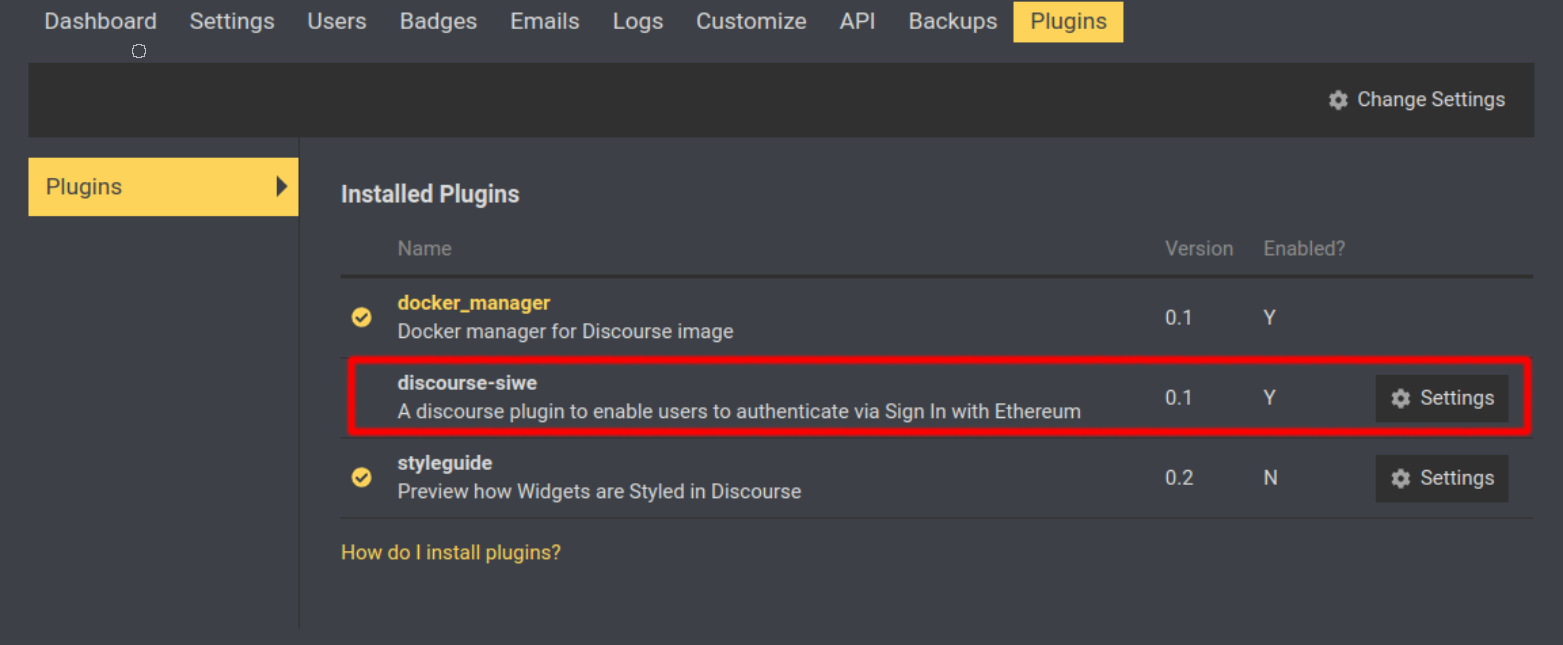 Dashboard Settings Users Badges Emails Logs Customize API Backups Plugins
Change Settings
Plugins
Installed Plugins
Name Version Enabled?
docker_manager
Docker manager for Discourse image
0.1 Y
discourse-siwe
A discourse plugin to enable users to authenticate via Sign In with Ethereum
0.1 Y Settings
styleguide
Preview how Widgets are Styled in Discourse
0.2 N Settings
How do I install plugins?